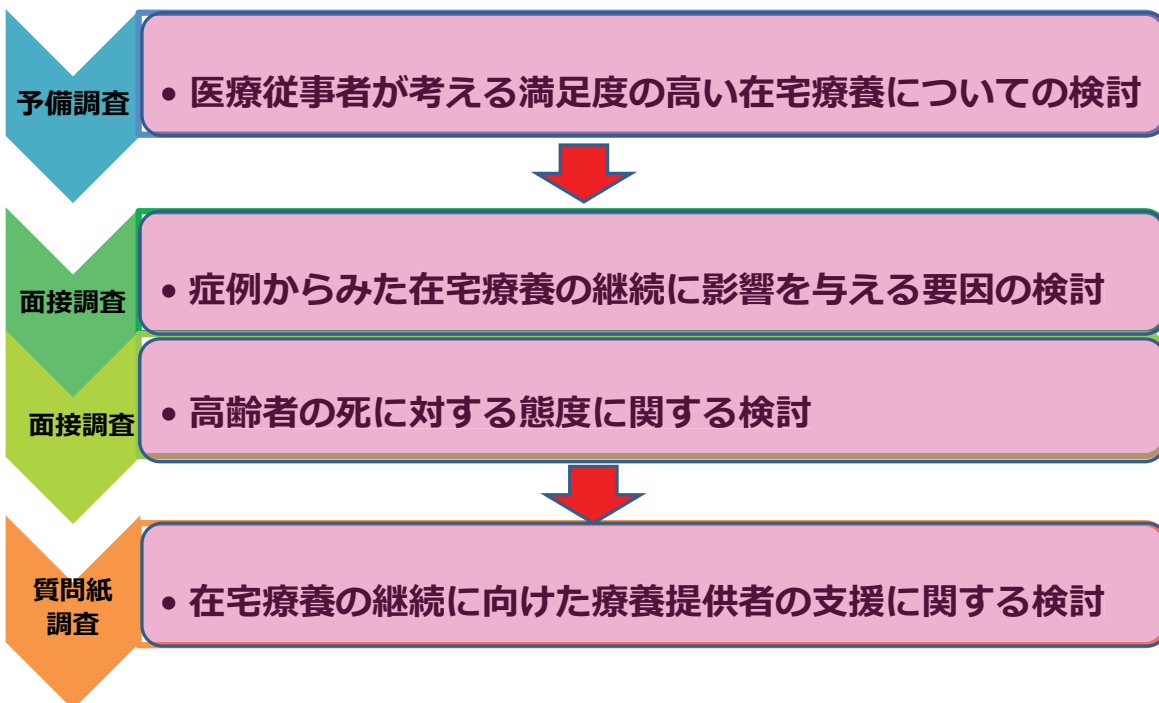 予備調査
• 医療従事者が考える満足度の高い在宅療養についての検討
面接調査
• 症例からみた在宅療養の継続に影響を与える要因の検討
面接調査
• 高齢者の死に対する態度に関する検討
質問紙
調査
• 在宅療養の継続に向けた療養提供者の支援に関する検討